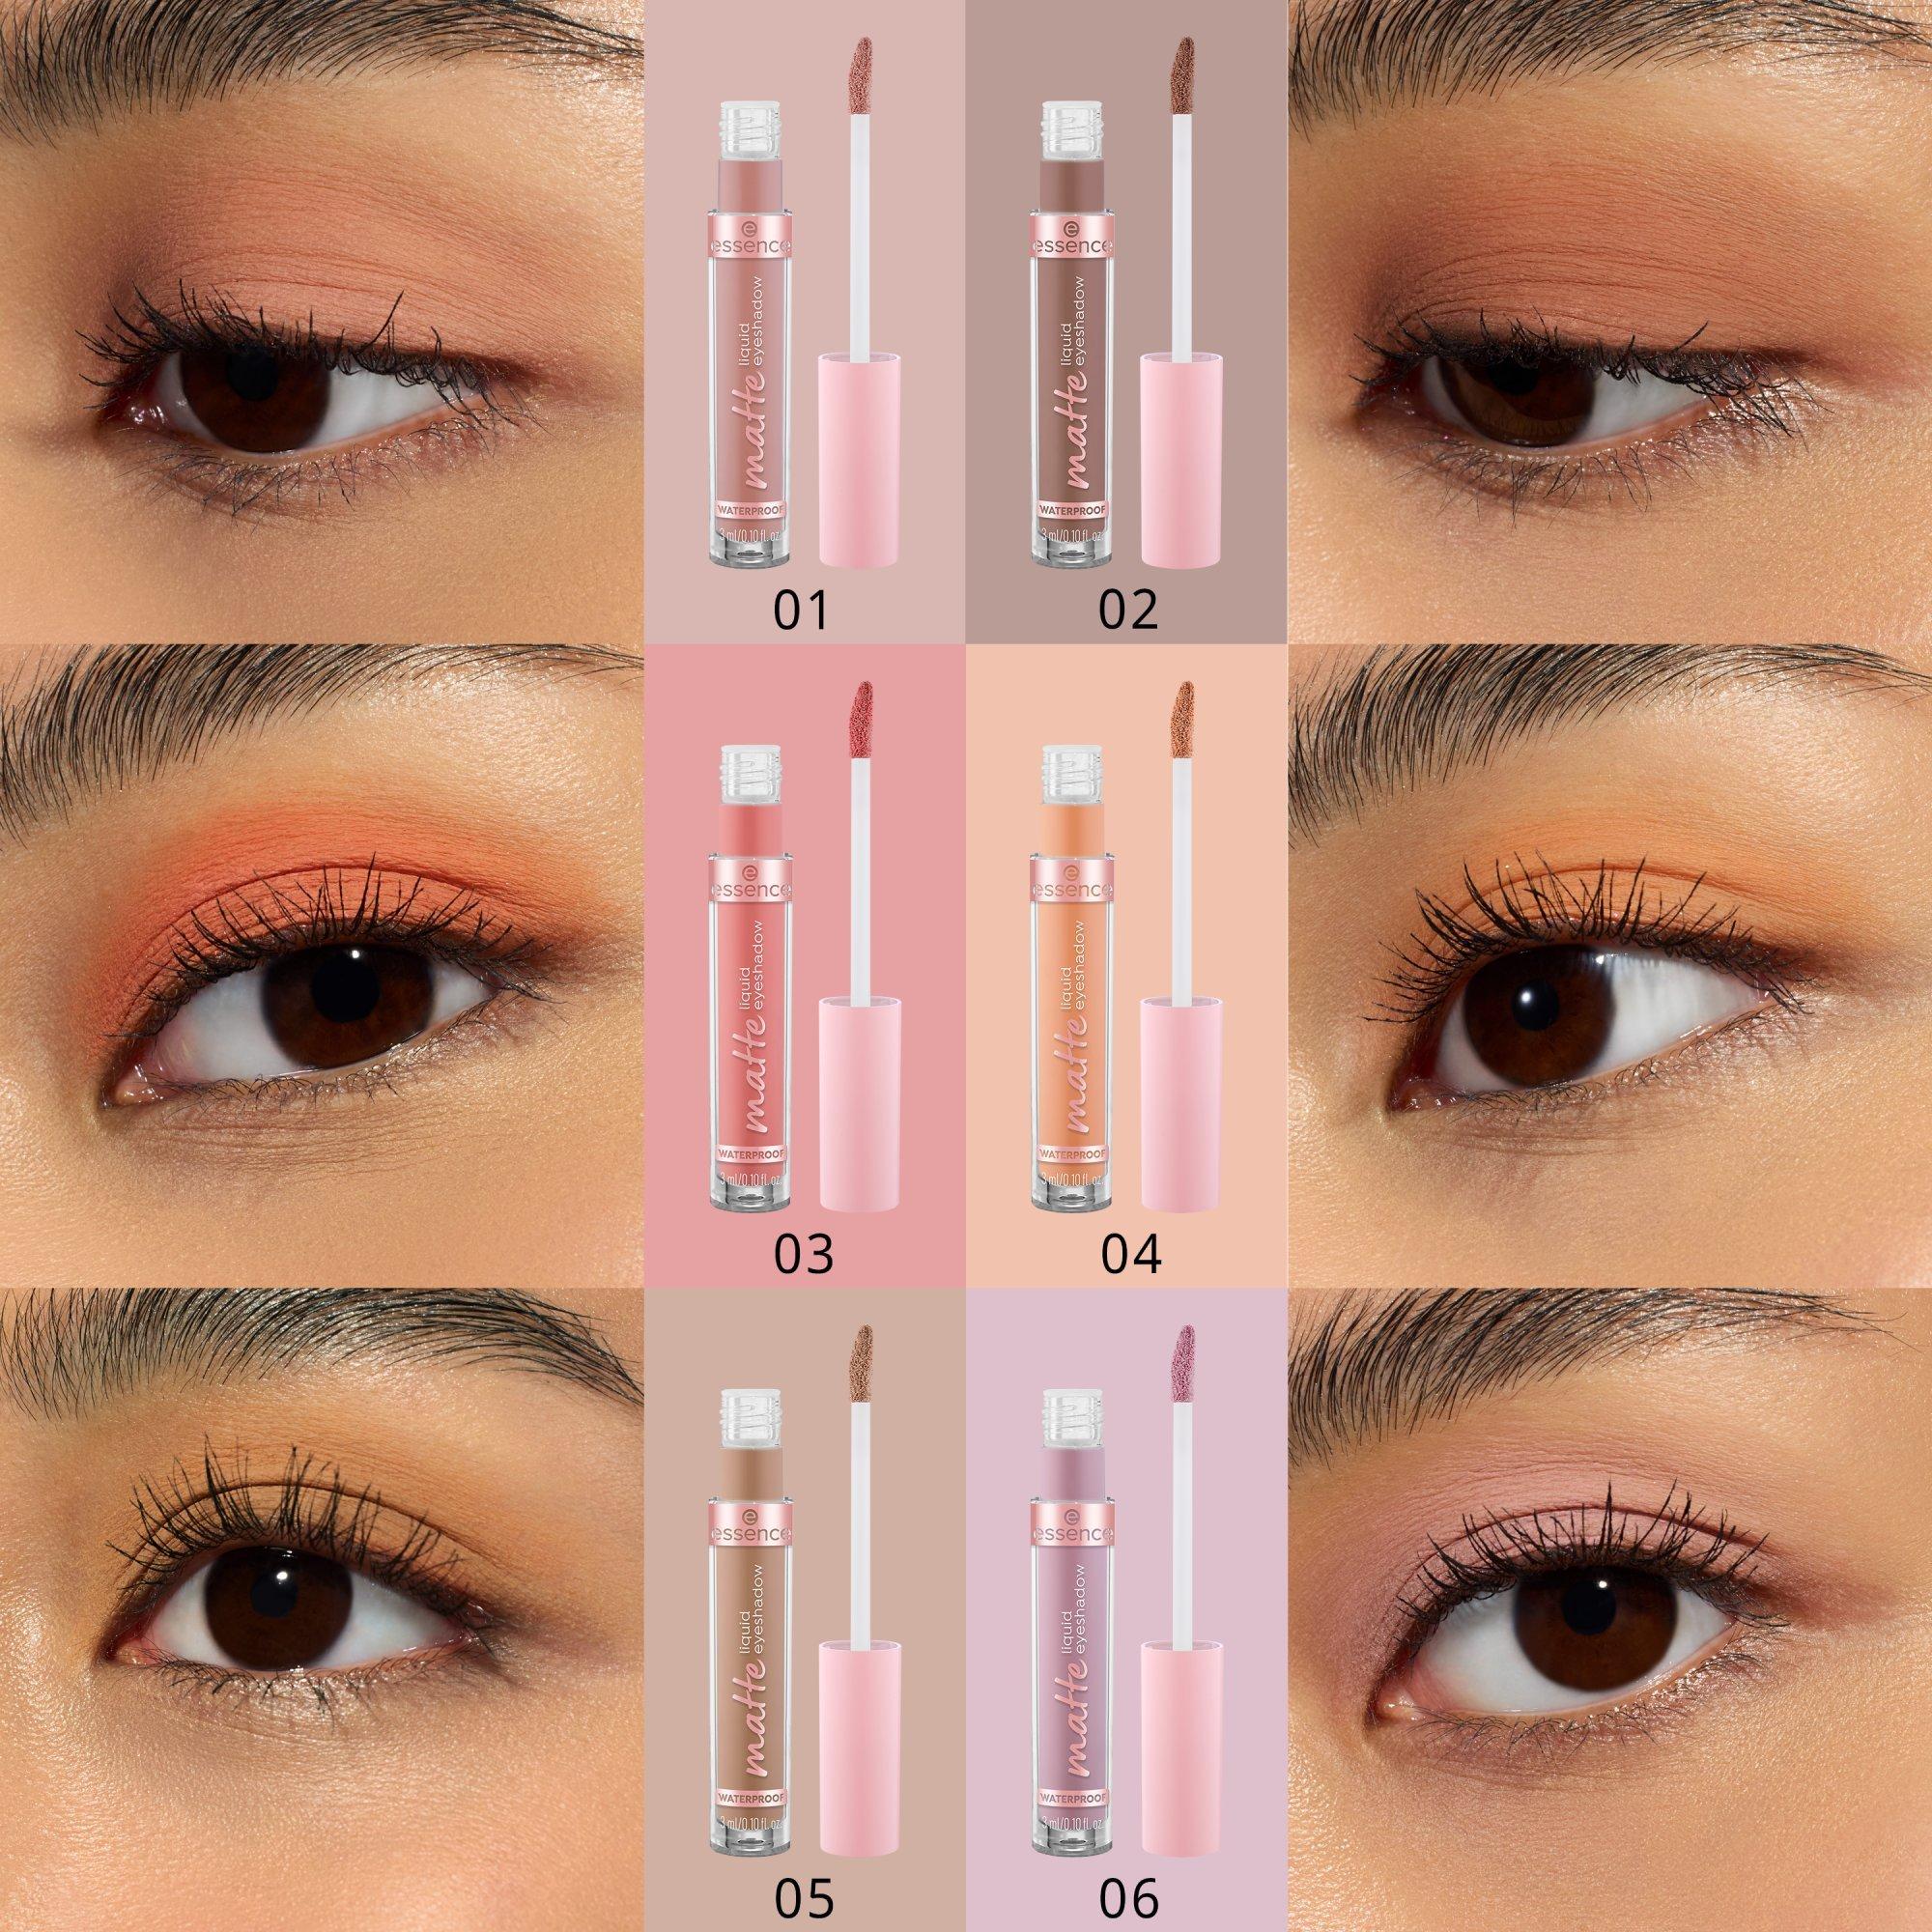 e
essence
matte
liquid
eyeshadow
WATERPROOF
3 ml/0.10 fl. oz.
01
e
essence
matte
liquid
eyeshadow
WATERPROOF
3 ml/0.10 fl. oz.
02
e
essence
matte
liquid
eyeshadow
WATERPROOF
3 ml/0.10 fl. oz.
03
e
essence
matte
liquid
eyeshadow
WATERPROOF
3 ml/0.10 fl. oz.
04
e
essence
matte
liquid
eyeshadow
WATERPROOF
3 ml/0.10 fl. oz.
05
e
essence
matte
liquid
eyeshadow
WATERPROOF
3 ml/0.10 fl. oz.
06